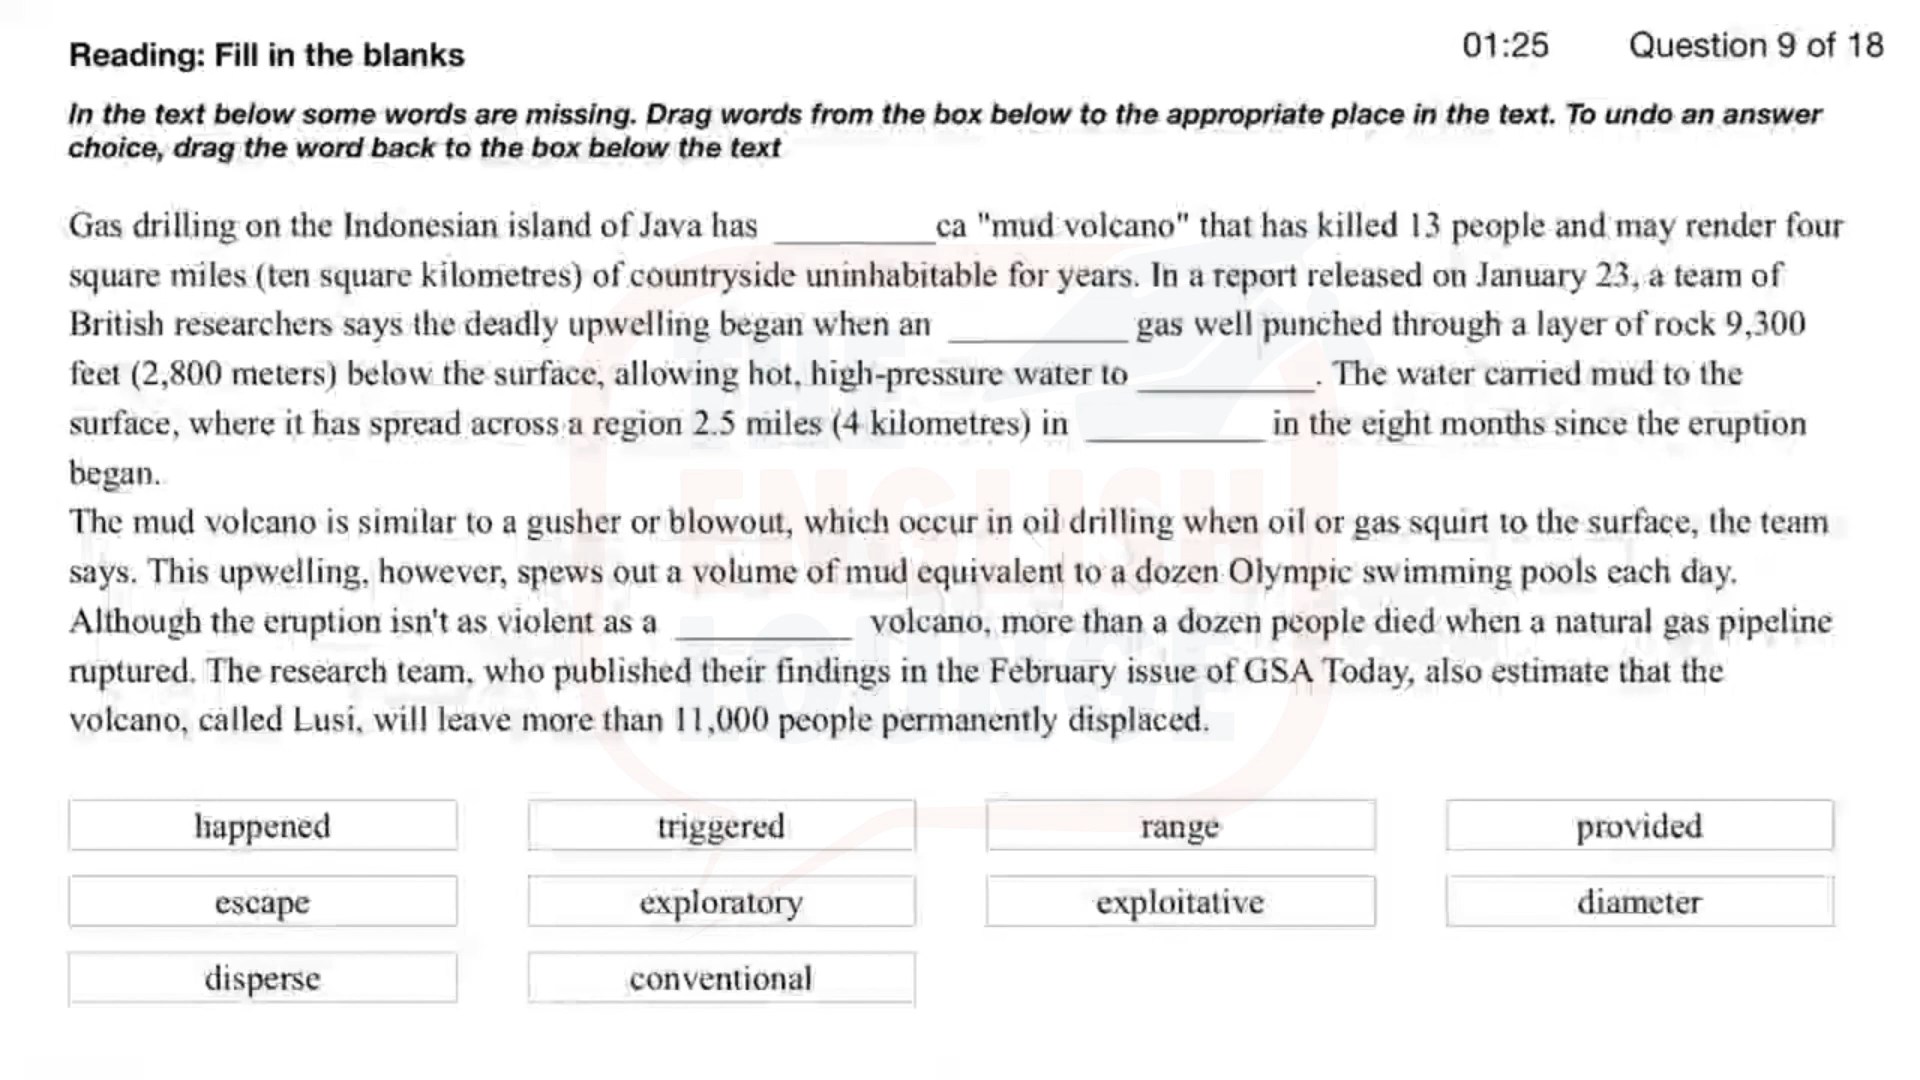 Reading: Fill in the blanks
01:25 Question 9 of 18
In the text below some words are missing. Drag words from the box below to the appropriate place in the text. To undo an answer
choice, drag the word back to the box below the text
Gas drilling on the Indonesian island of Java has __________ca "mud volcano" that has killed 13 people and may render four
square miles (ten square kilometres) of countryside uninhabitable for years. In a report released on January 23, a team of
British researchers says the deadly upwelling began when an ___________ gas well punched through a layer of rock 9,300
feet (2,800 meters) below the surface, allowing hot, high-pressure water to ___________. The water carried mud to the
surface, where it has spread across a region 2.5 miles (4 kilometres) in ___________ in the eight months since the eruption
began.
The mud volcano is similar to a gusher or blowout, which occur in oil drilling when oil or gas squirt to the surface, the team
says. This upwelling, however, spews out a volume of mud equivalent to a dozen Olympic swimming pools each day.
Although the eruption isn't as violent as a ___________ volcano, more than a dozen people died when a natural gas pipeline
ruptured. The research team, who published their findings in the February issue of GSA Today, also estimate that the
volcano, called Lusi, will leave more than 11,000 people permanently displaced.
THE
ENGLISH
LOUNGE
happened triggered range provided
escape exploratory exploitative diameter
disperse conventional